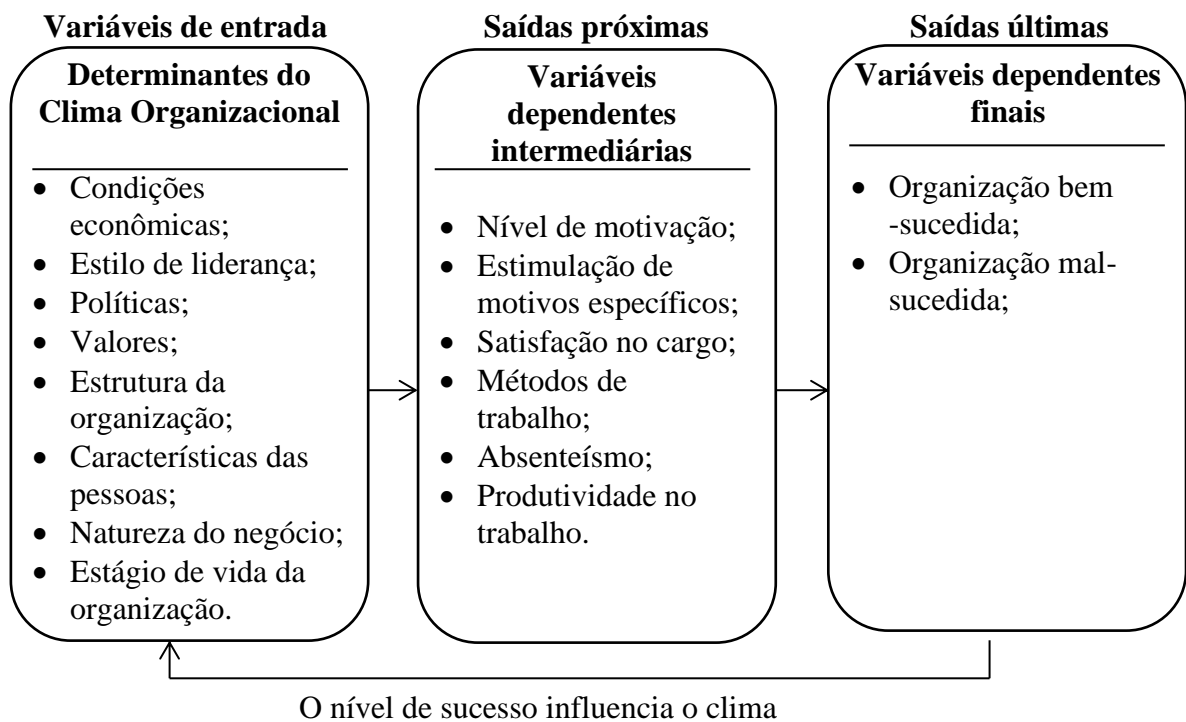 Variáveis de entrada
Determinantes do
Clima Organizacional
• Condições
econômicas;
• Estilo de liderança;
• Políticas;
• Valores;
• Estrutura da
organização;
• Características das
pessoas;
• Natureza do negócio;
• Estágio de vida da
organização.
Saídas próximas
Variáveis
dependentes
intermediárias
• Nível de motivação;
• Estimulação de
motivos específicos;
• Satisfação no cargo;
• Métodos de
trabalho;
• Absenteísmo;
• Produtividade no
trabalho.
Saídas últimas
Variáveis dependentes
finais
• Organização bem
-sucedida;
• Organização mal-
sucedida;
O nível de sucesso influencia o clima